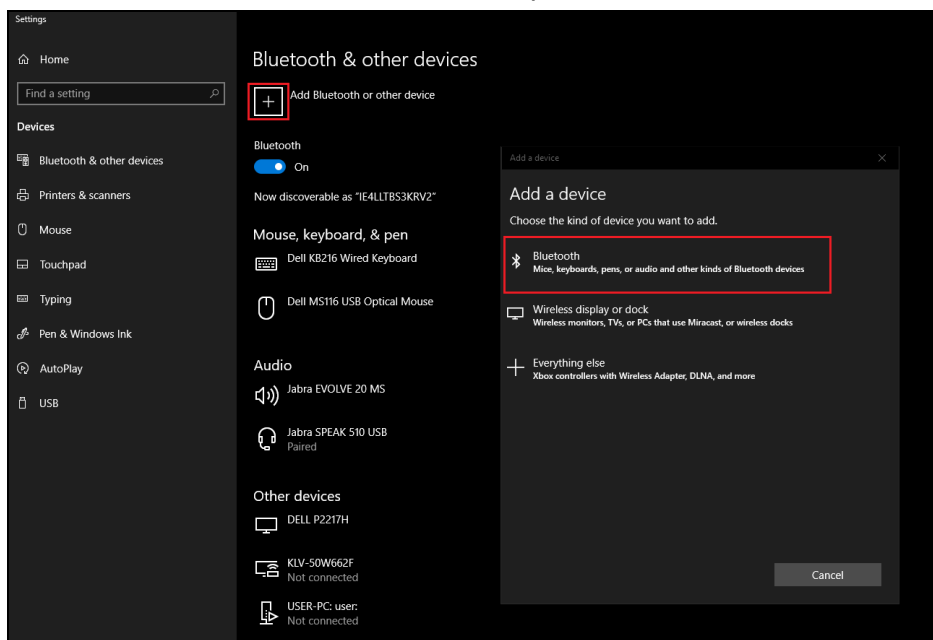 Settings
Home
Find a setting
Devices
Bluetooth & other devices
Printers & scanners
Mouse
Touchpad
Typing
Pen & Windows Ink
AutoPlay
USB
Bluetooth & other devices
Add Bluetooth or other device
Bluetooth
On
Now discoverable as "IE4LLTBS3KRV2"
Mouse, keyboard, & pen
Dell KB216 Wired Keyboard
Dell MS116 USB Optical Mouse
Audio
Jabra EVOLVE 20 MS
Jabra SPEAK 510 USB
Paired
Other devices
DELL P2217H
KLV-50W662F
Not connected
USER-PC: user:
Not connected
Add a device
Add a device
Choose the kind of device you want to add.
Bluetooth
Mice, keyboards, pens, or audio and other kinds of Bluetooth devices
Wireless display or dock
Wireless monitors, TVs, or PCs that use Miracast, or wireless docks
Everything else
Xbox controllers with Wireless Adapter, DLNA, and more
Cancel